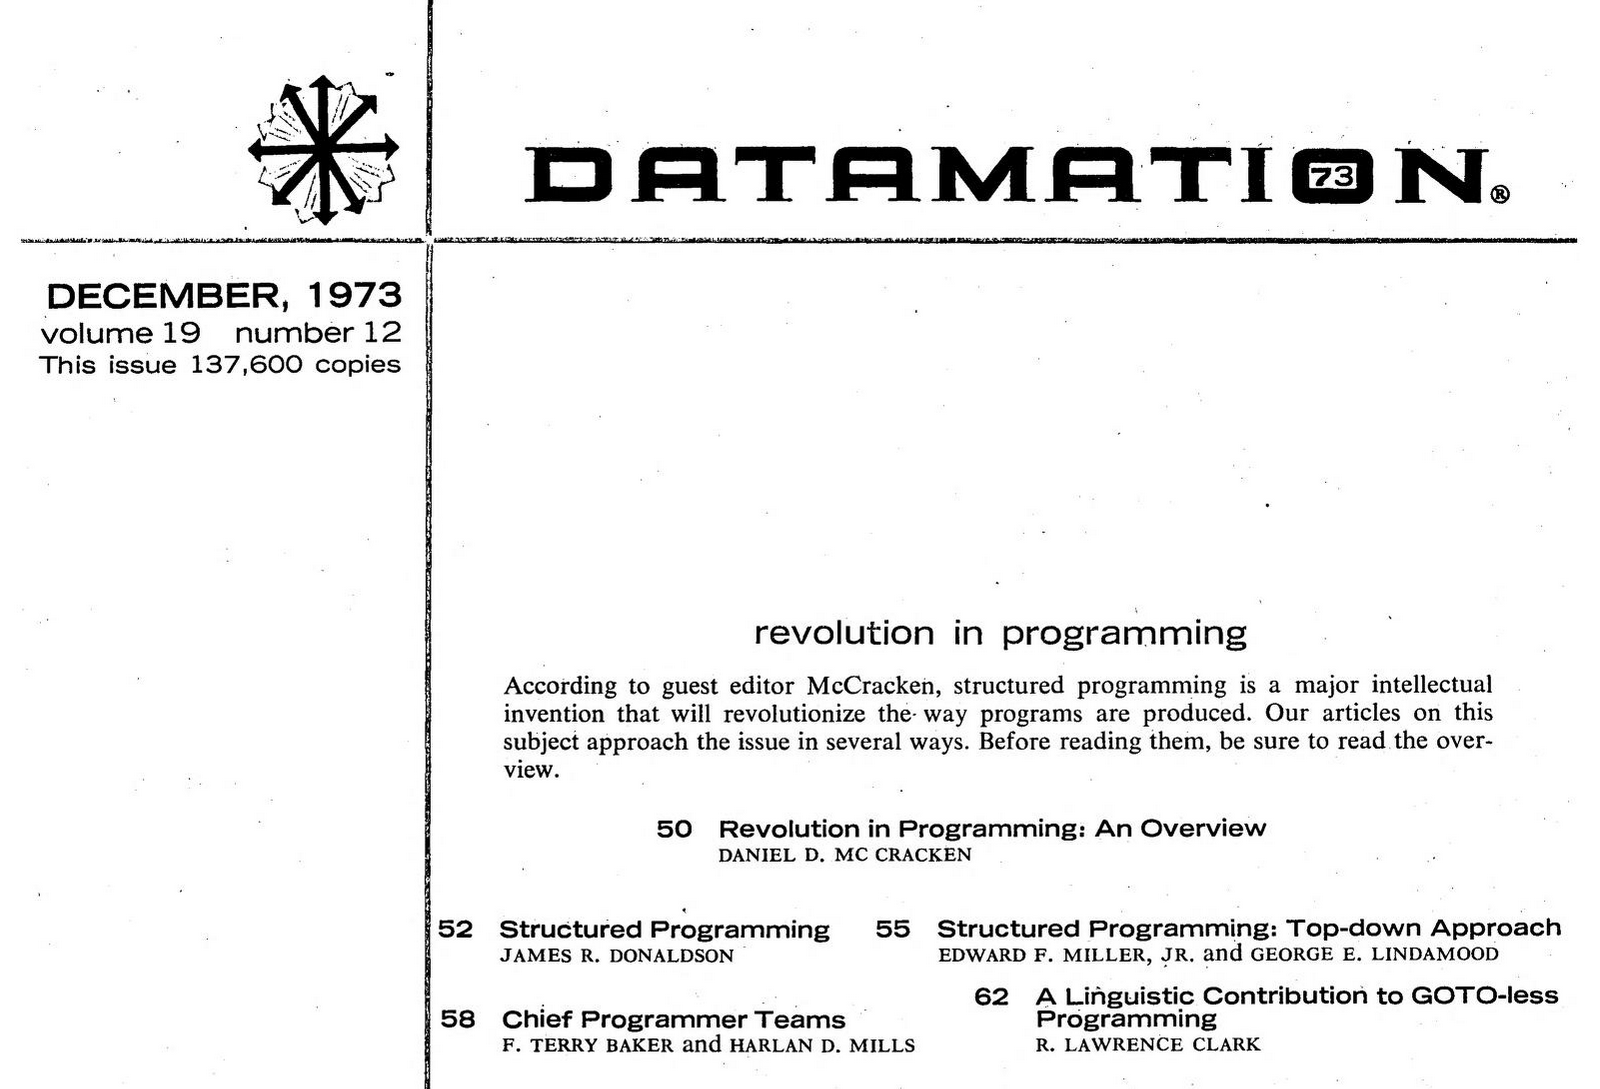 DATAMATION®
73
DECEMBER, 1973
volume 19 number 12
This issue 137,600 copies
revolution in programming
According to guest editor McCracken, structured programming is a major intellectual
invention that will revolutionize the way programs are produced. Our articles on this
subject approach the issue in several ways. Before reading them, be sure to read the over-
view.
50 Revolution in Programming: An Overview
DANIEL D. MC CRACKEN
52 Structured Programming
JAMES R. DONALDSON
55 Structured Programming: Top-down Approach
EDWARD F. MILLER, JR. and GEORGE E. LINDAMOOD
58 Chief Programmer Teams
F. TERRY BAKER and HARLAN D. MILLS
62 A Linguistic Contribution to GOTO-less
Programming
R. LAWRENCE CLARK